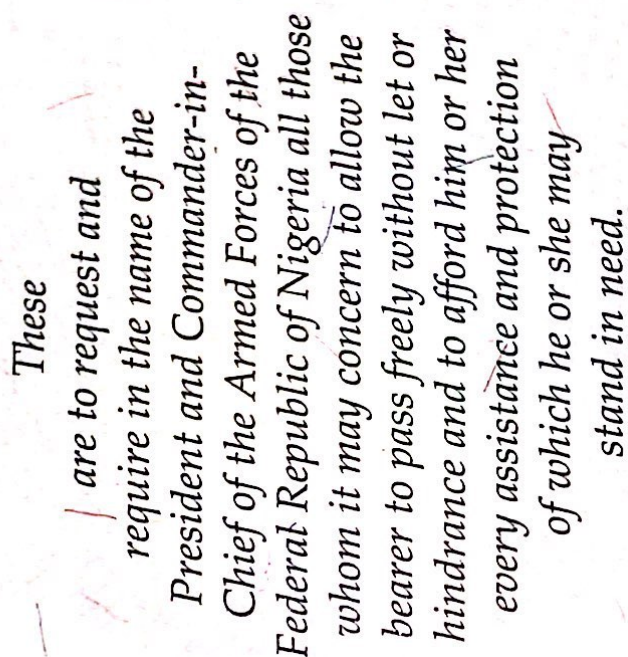 These
are to request and
require in the name of the
President and Commander-in-
Chief of the Armed Forces of the
Federal Republic of Nigeria all those
whom it may concern to allow the
bearer to pass freely without let or
hindrance and to afford him or her
every assistance and protection
of which he or she may
stand in need.